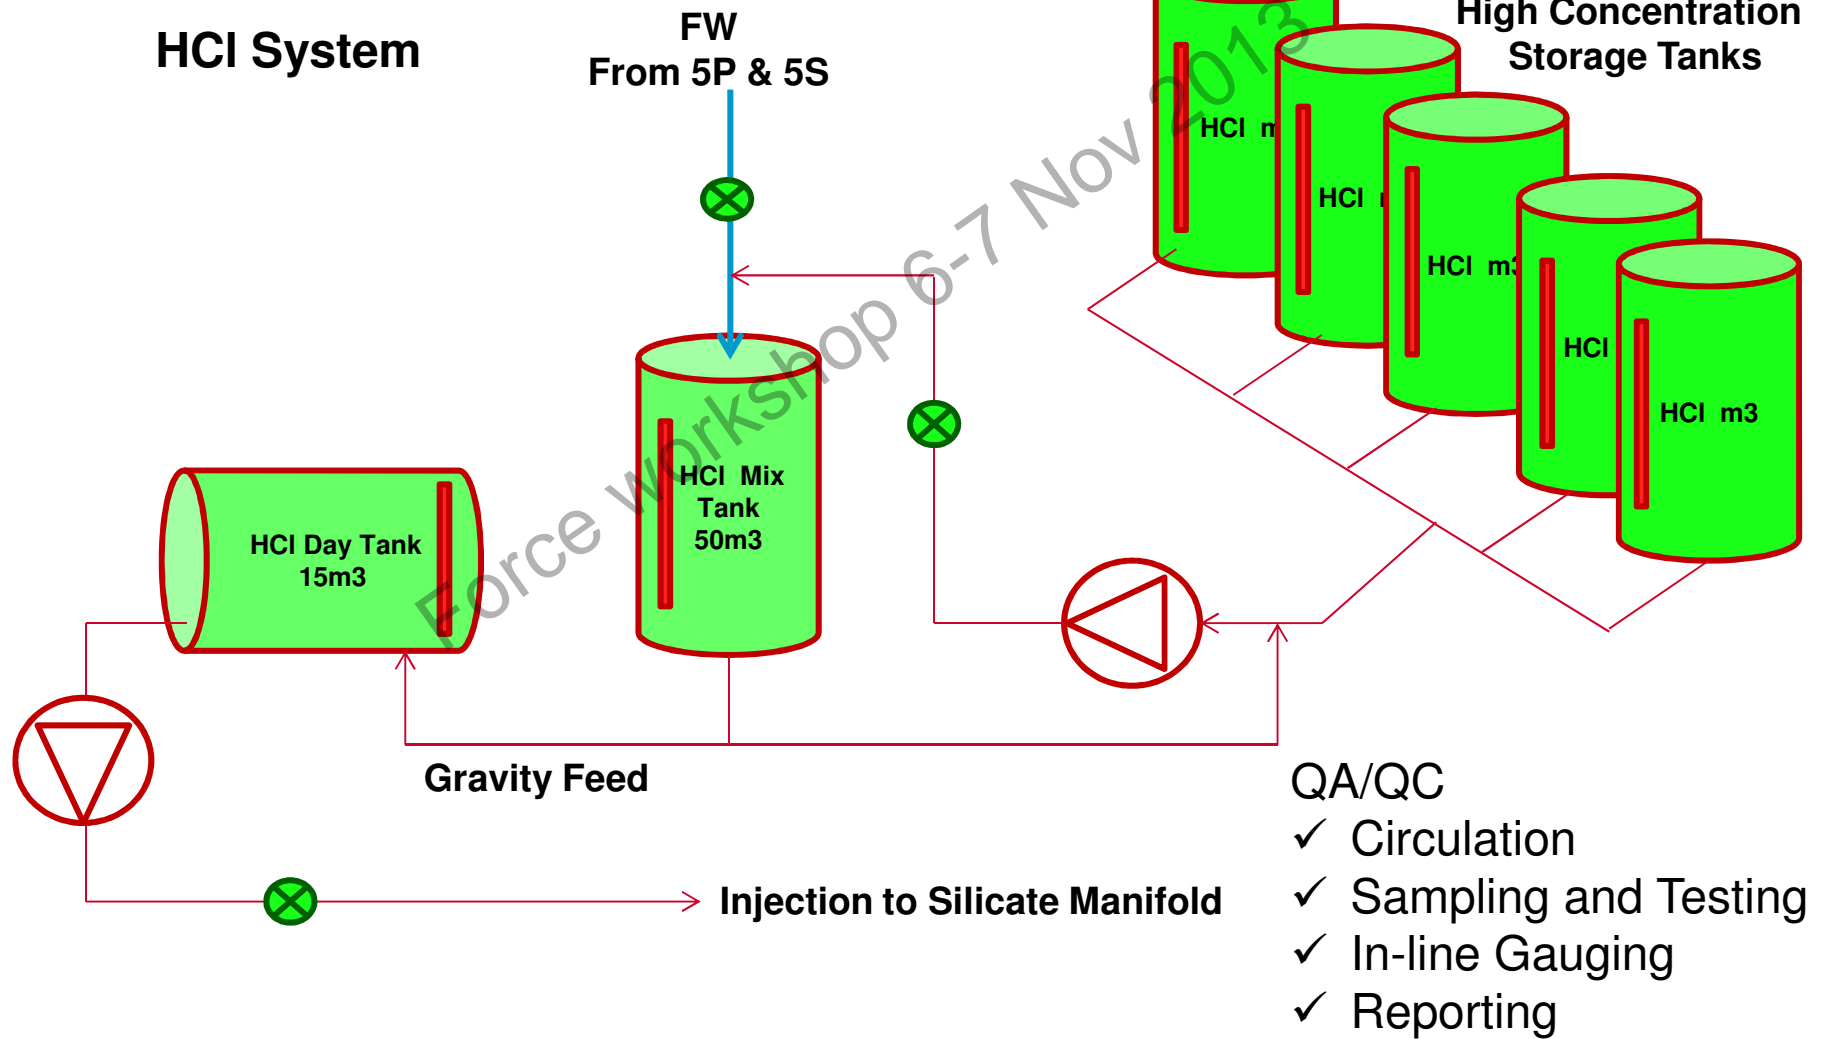 HCl System
FW
From 5P & 5S
High Concentration
Storage Tanks
HCl m
HCl
HCl m3
HCl
HCl m3
HCl Mix
Tank
50m3
HCl Day Tank
15m3
Gravity Feed
Injection to Silicate Manifold
QA/QC
✓ Circulation
✓ Sampling and Testing
✓ In-line Gauging
✓ Reporting
Force workshop 6-7 Nov 2013